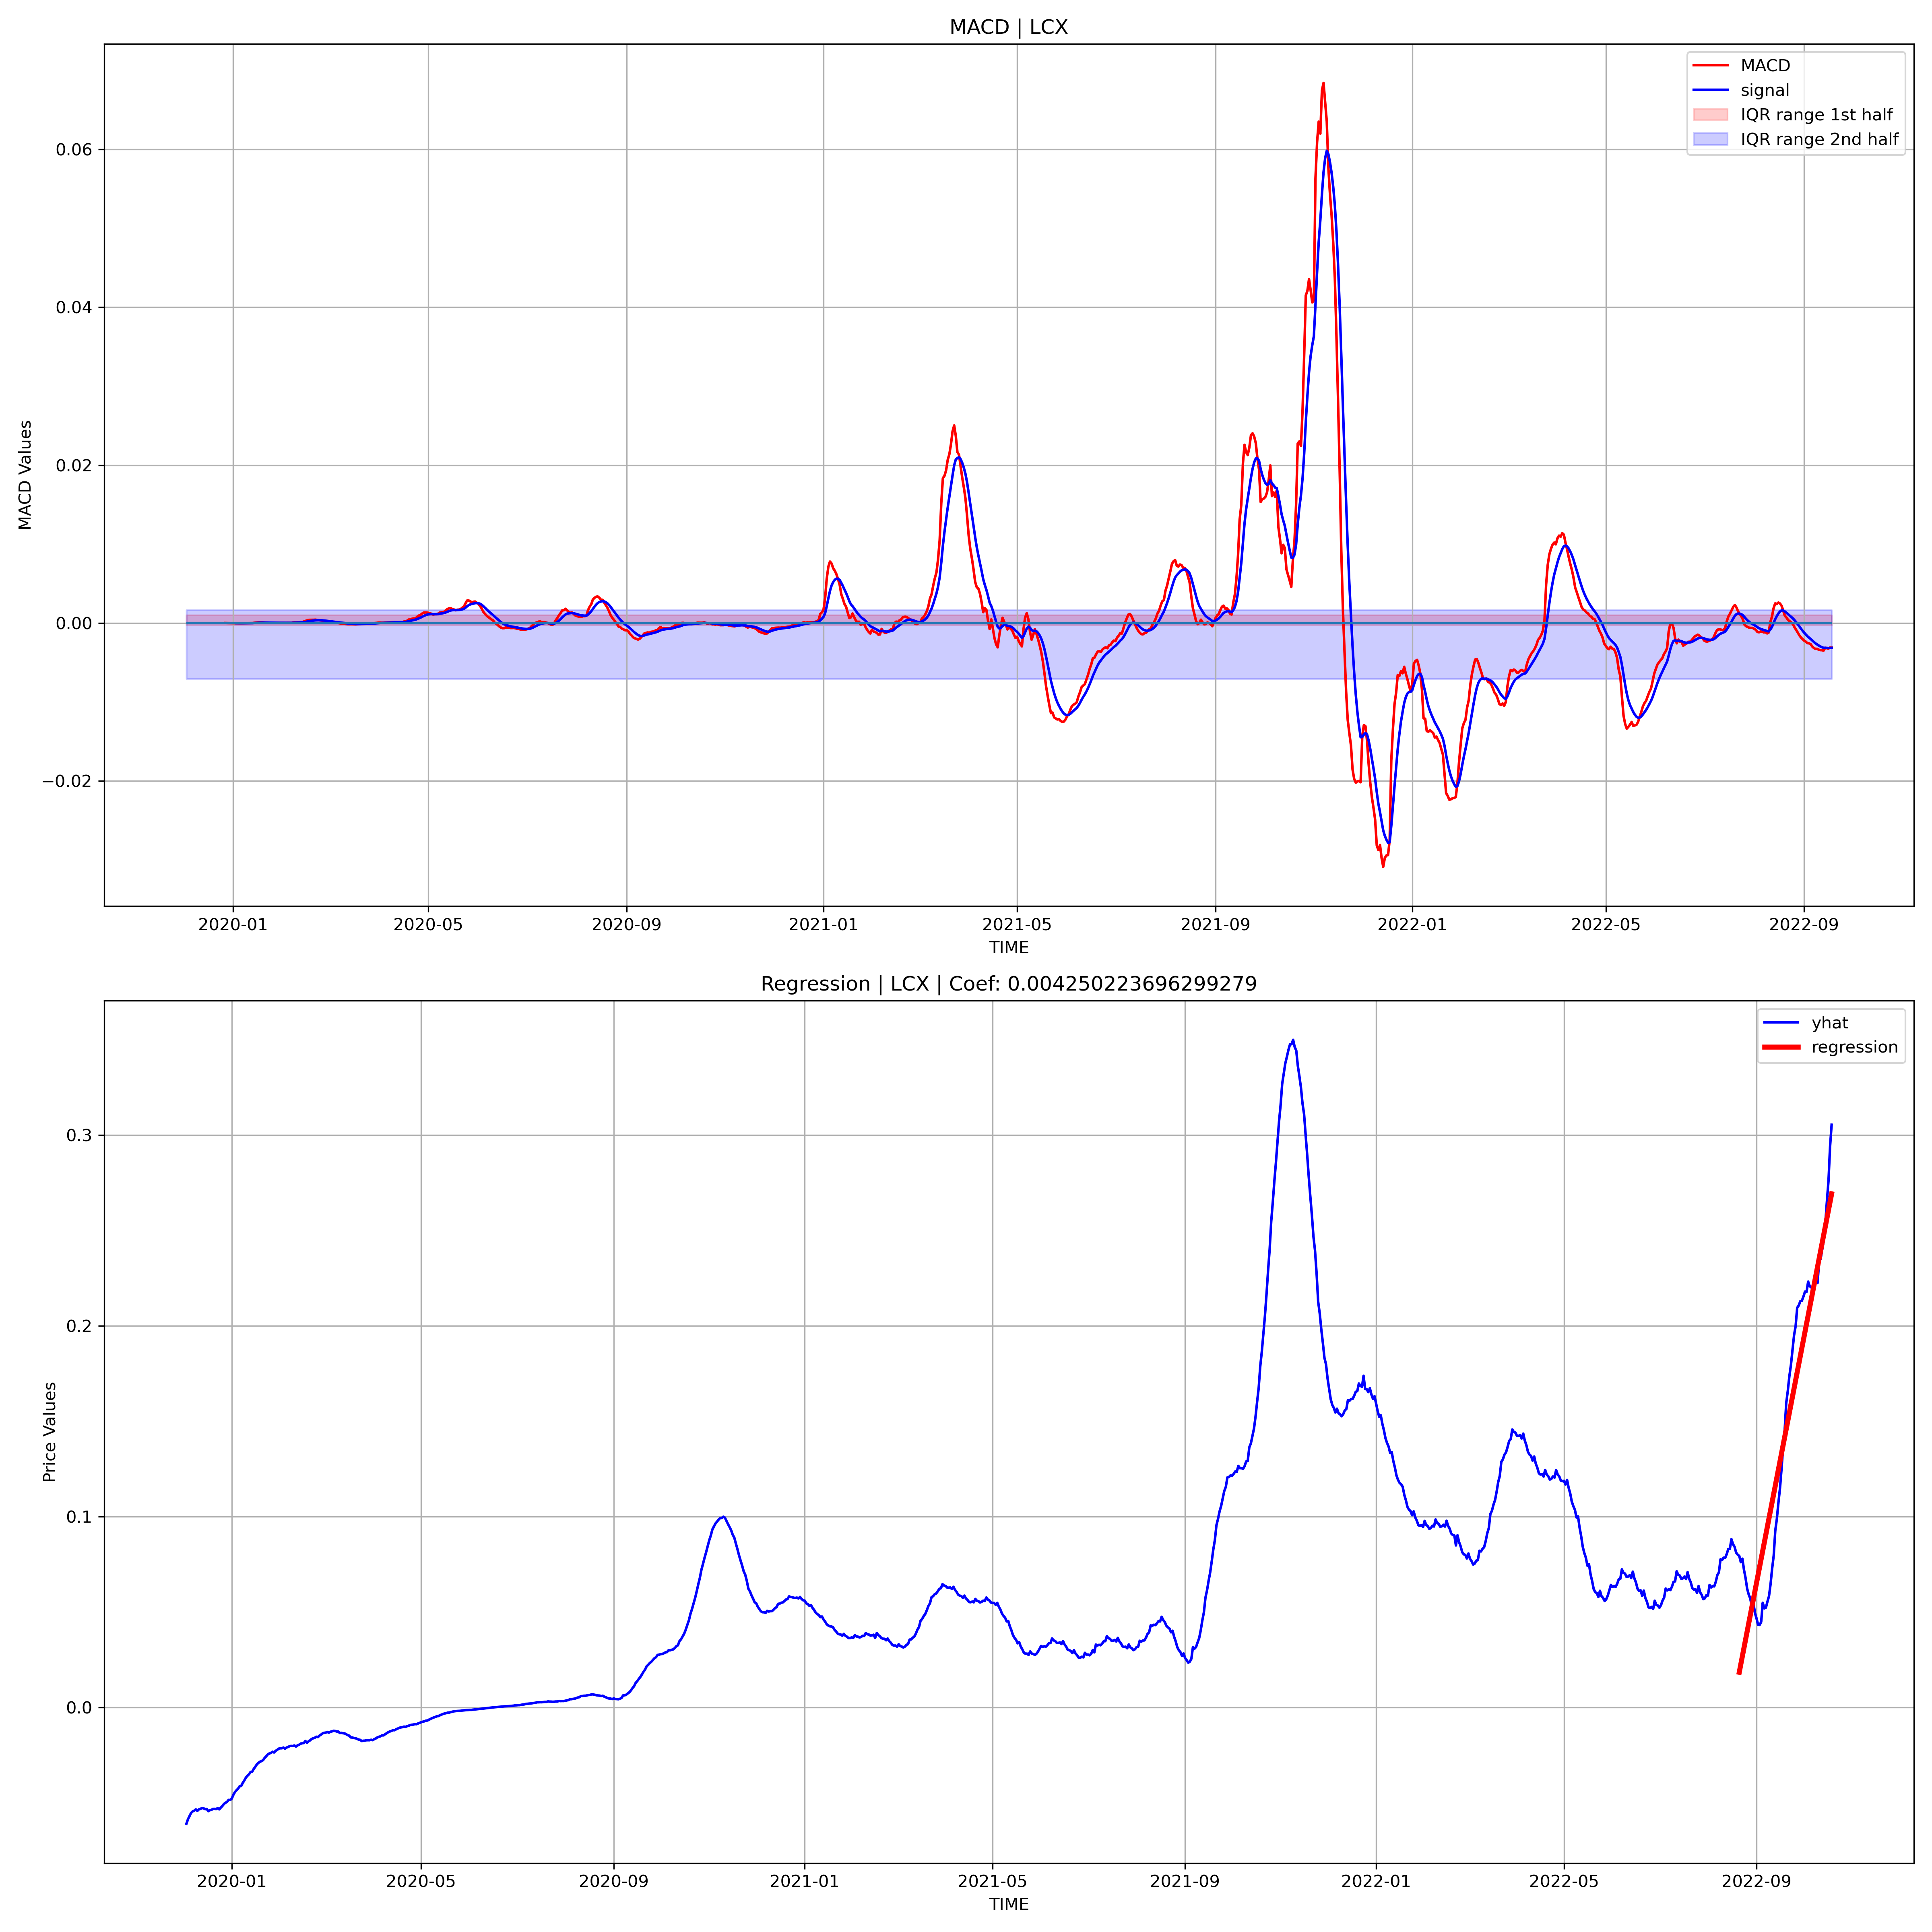 MACD | LCX
MACD
signal
IQR range 1st half
IQR range 2nd half
0.06
0.04
0.02
0.00
−0.02
MACD Values
2020-01 2020-05 2020-09 2021-01 2021-05 2021-09 2022-01 2022-05 2022-09
TIME
Regression | LCX | Coef: 0.004250223696299279
yhat
regression
0.3
0.2
0.1
0.0
Price Values
2020-01 2020-05 2020-09 2021-01 2021-05 2021-09 2022-01 2022-05 2022-09
TIME